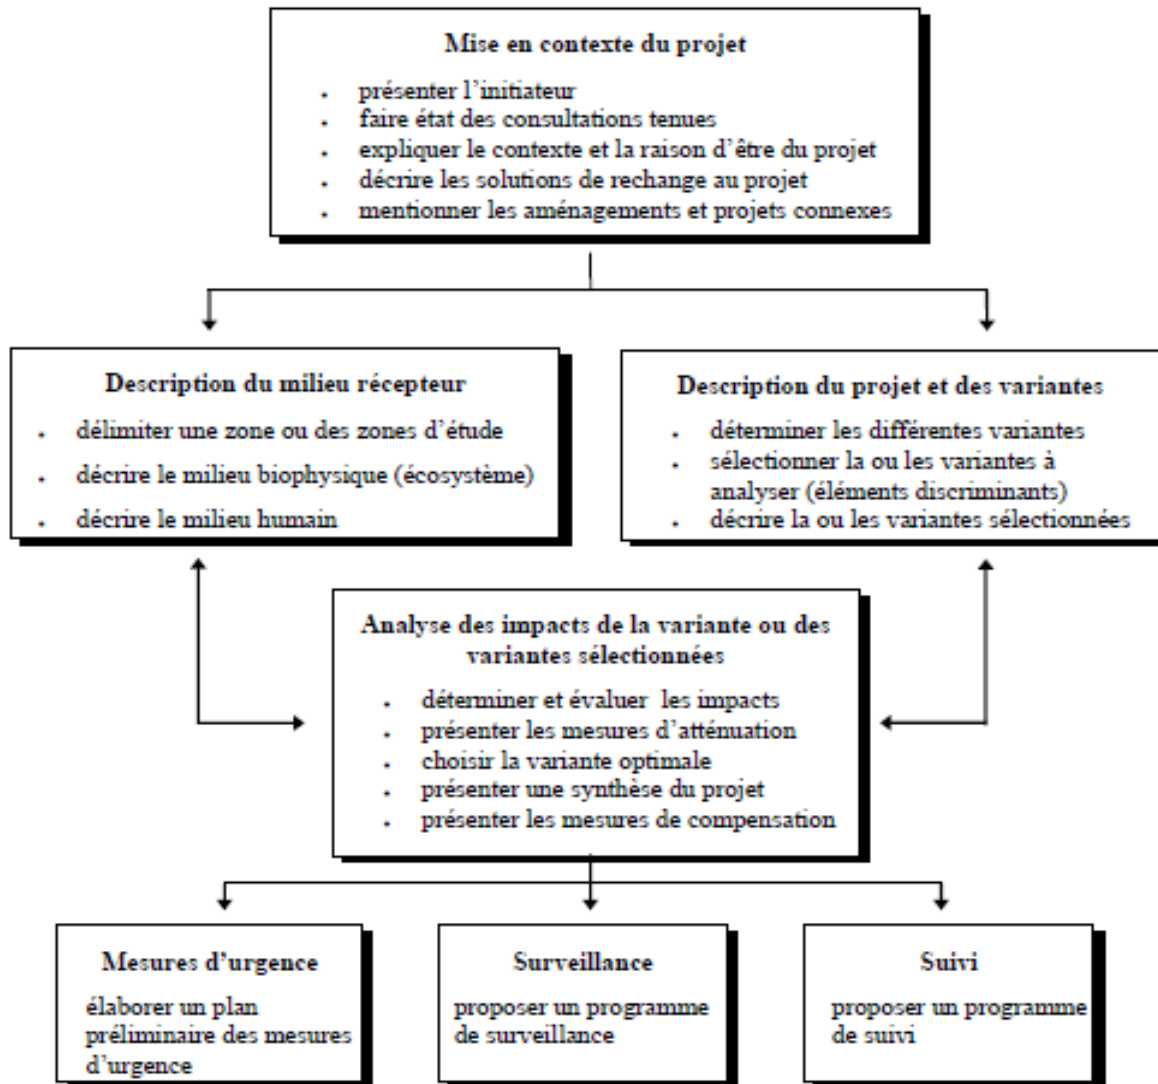 Mise en contexte du projet
• présenter l'initiateur
• faire état des consultations tenues
• expliquer le contexte et la raison d'être du projet
• décrire les solutions de rechange au projet
• mentionner les aménagements et projets connexes
Description du milieu récepteur
• délimiter une zone ou des zones d'étude
• décrire le milieu biophysique (écosystème)
• décrire le milieu humain
Description du projet et des variantes
• déterminer les différentes variantes
• sélectionner la ou les variantes à
analyser (éléments discriminants)
• décrire la ou les variantes sélectionnées
Analyse des impacts de la variante ou des
variantes sélectionnées
• déterminer et évaluer les impacts
• présenter les mesures d'atténuation
• choisir la variante optimale
• présenter une synthèse du projet
• présenter les mesures de compensation
Mesures d'urgence
élaborer un plan
préliminaire des mesures
d'urgence
Surveillance
proposer un programme
de surveillance
Suivi
proposer un programme
de suivi